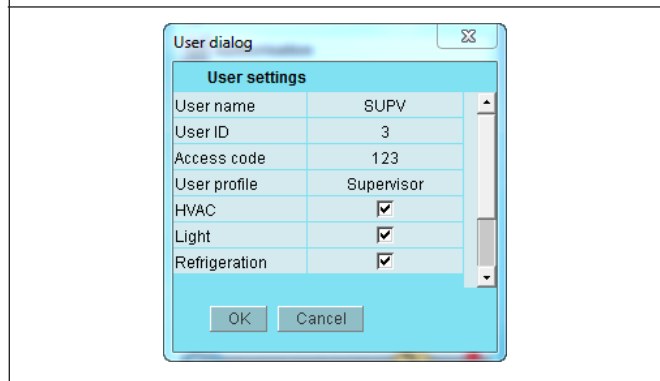 User dialog
User settings
User name SUPV
User ID 3
Access code 123
User profile Supervisor
HVAC
Light
Refrigeration
OK Cancel